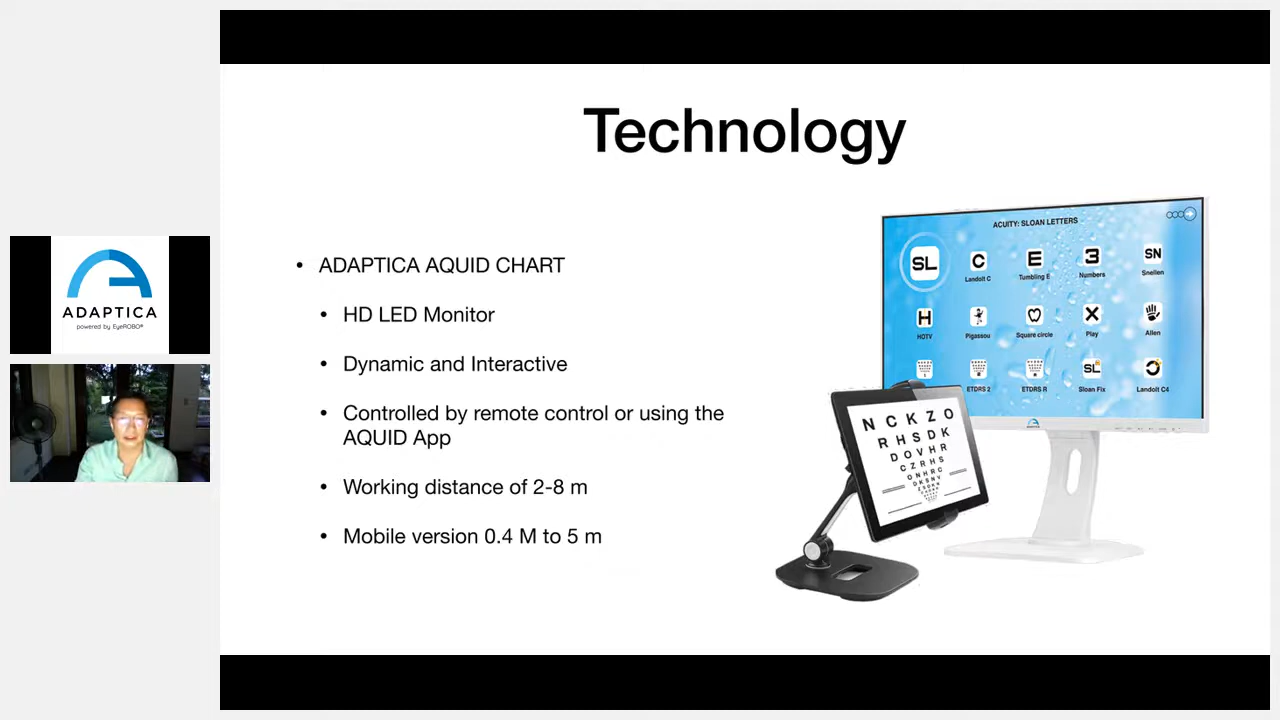 Technology
ADAPTICA
powered by EyeROBO®
• ADAPTICA AQUID CHART
• HD LED Monitor
• Dynamic and Interactive
• Controlled by remote control or using the
AQUID App
• Working distance of 2-8 m
• Mobile version 0.4 M to 5 m
ACUITY: SLOAN LETTERS
SL C E 3 SN
Landolt C Tumbling E Numbers Snellen
H
HDTV Pigassou Square circle Play Allen
SL
ETDRS 2 ETDRS R Sloan Fix Landolt C4
ADAPTICA
N C K Z O
R H S D K
D O V H R
C Z R H S
O N H R C
D K S N V